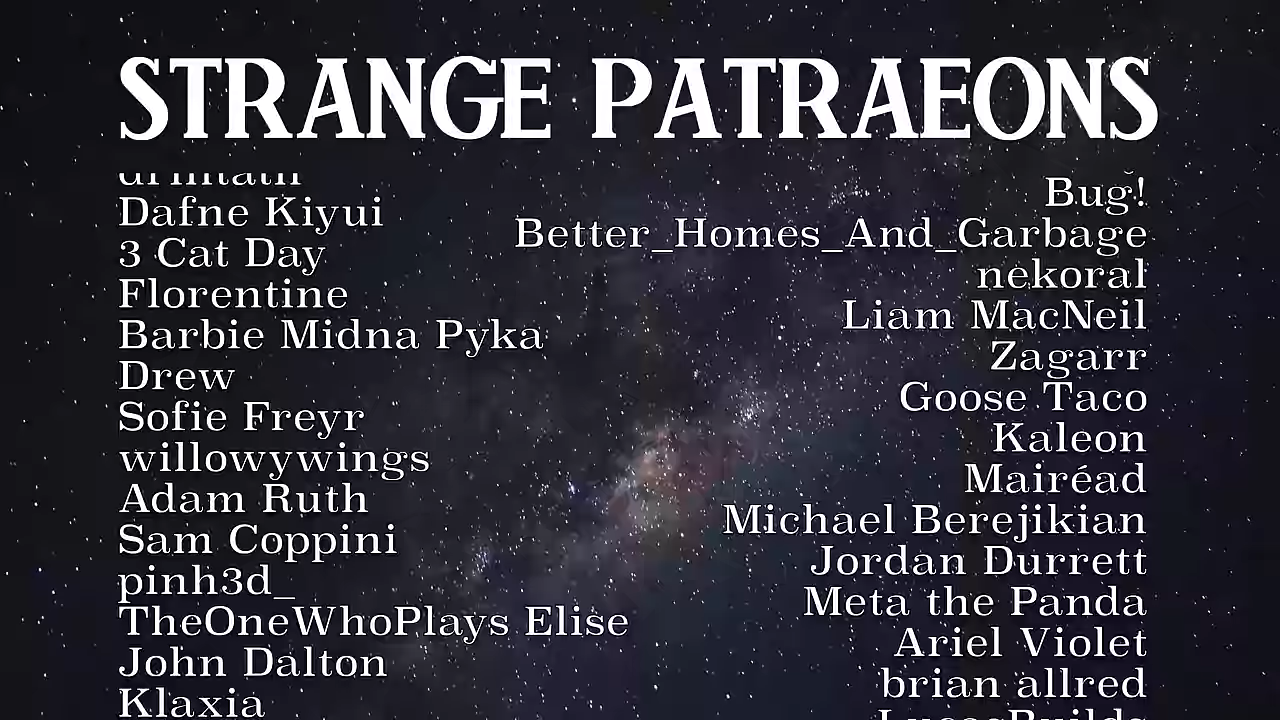 STRANGE PATRAEONS
Dafne Kiyui
3 Cat Day
Florentine
Barbie Midna Pyka
Drew
Sofie Freyr
willowywings
Adam Ruth
Sam Coppini
pinh3d_
TheOneWhoPlays Elise
John Dalton
Klaxia
Bug!
Better_Homes_And_Garbage
nekoral
Liam MacNeil
Zagarr
Goose Taco
Kaleon
Mairéad
Michael Berejikian
Jordan Durrett
Meta the Panda
Ariel Violet
brian allred